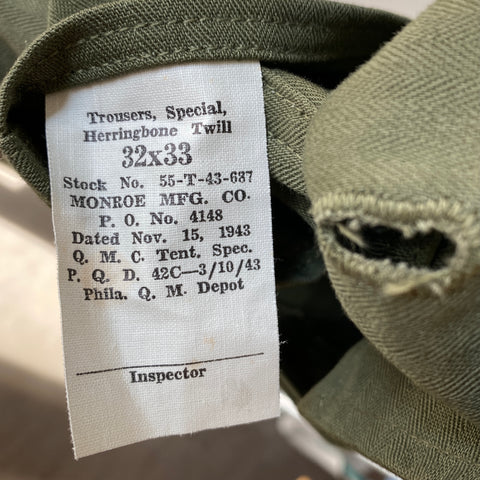 Trousers, Special,
Herringbone Twill
32x33
Stock No. 55-T-43-687
MONROE MFG. CO.
P. O. No. 4148
Dated Nov. 15, 1943
Q. M. C. Tent. Spec.
P. Q. D. 42C—3/10/43
Phila. Q. M. Depot
Inspector